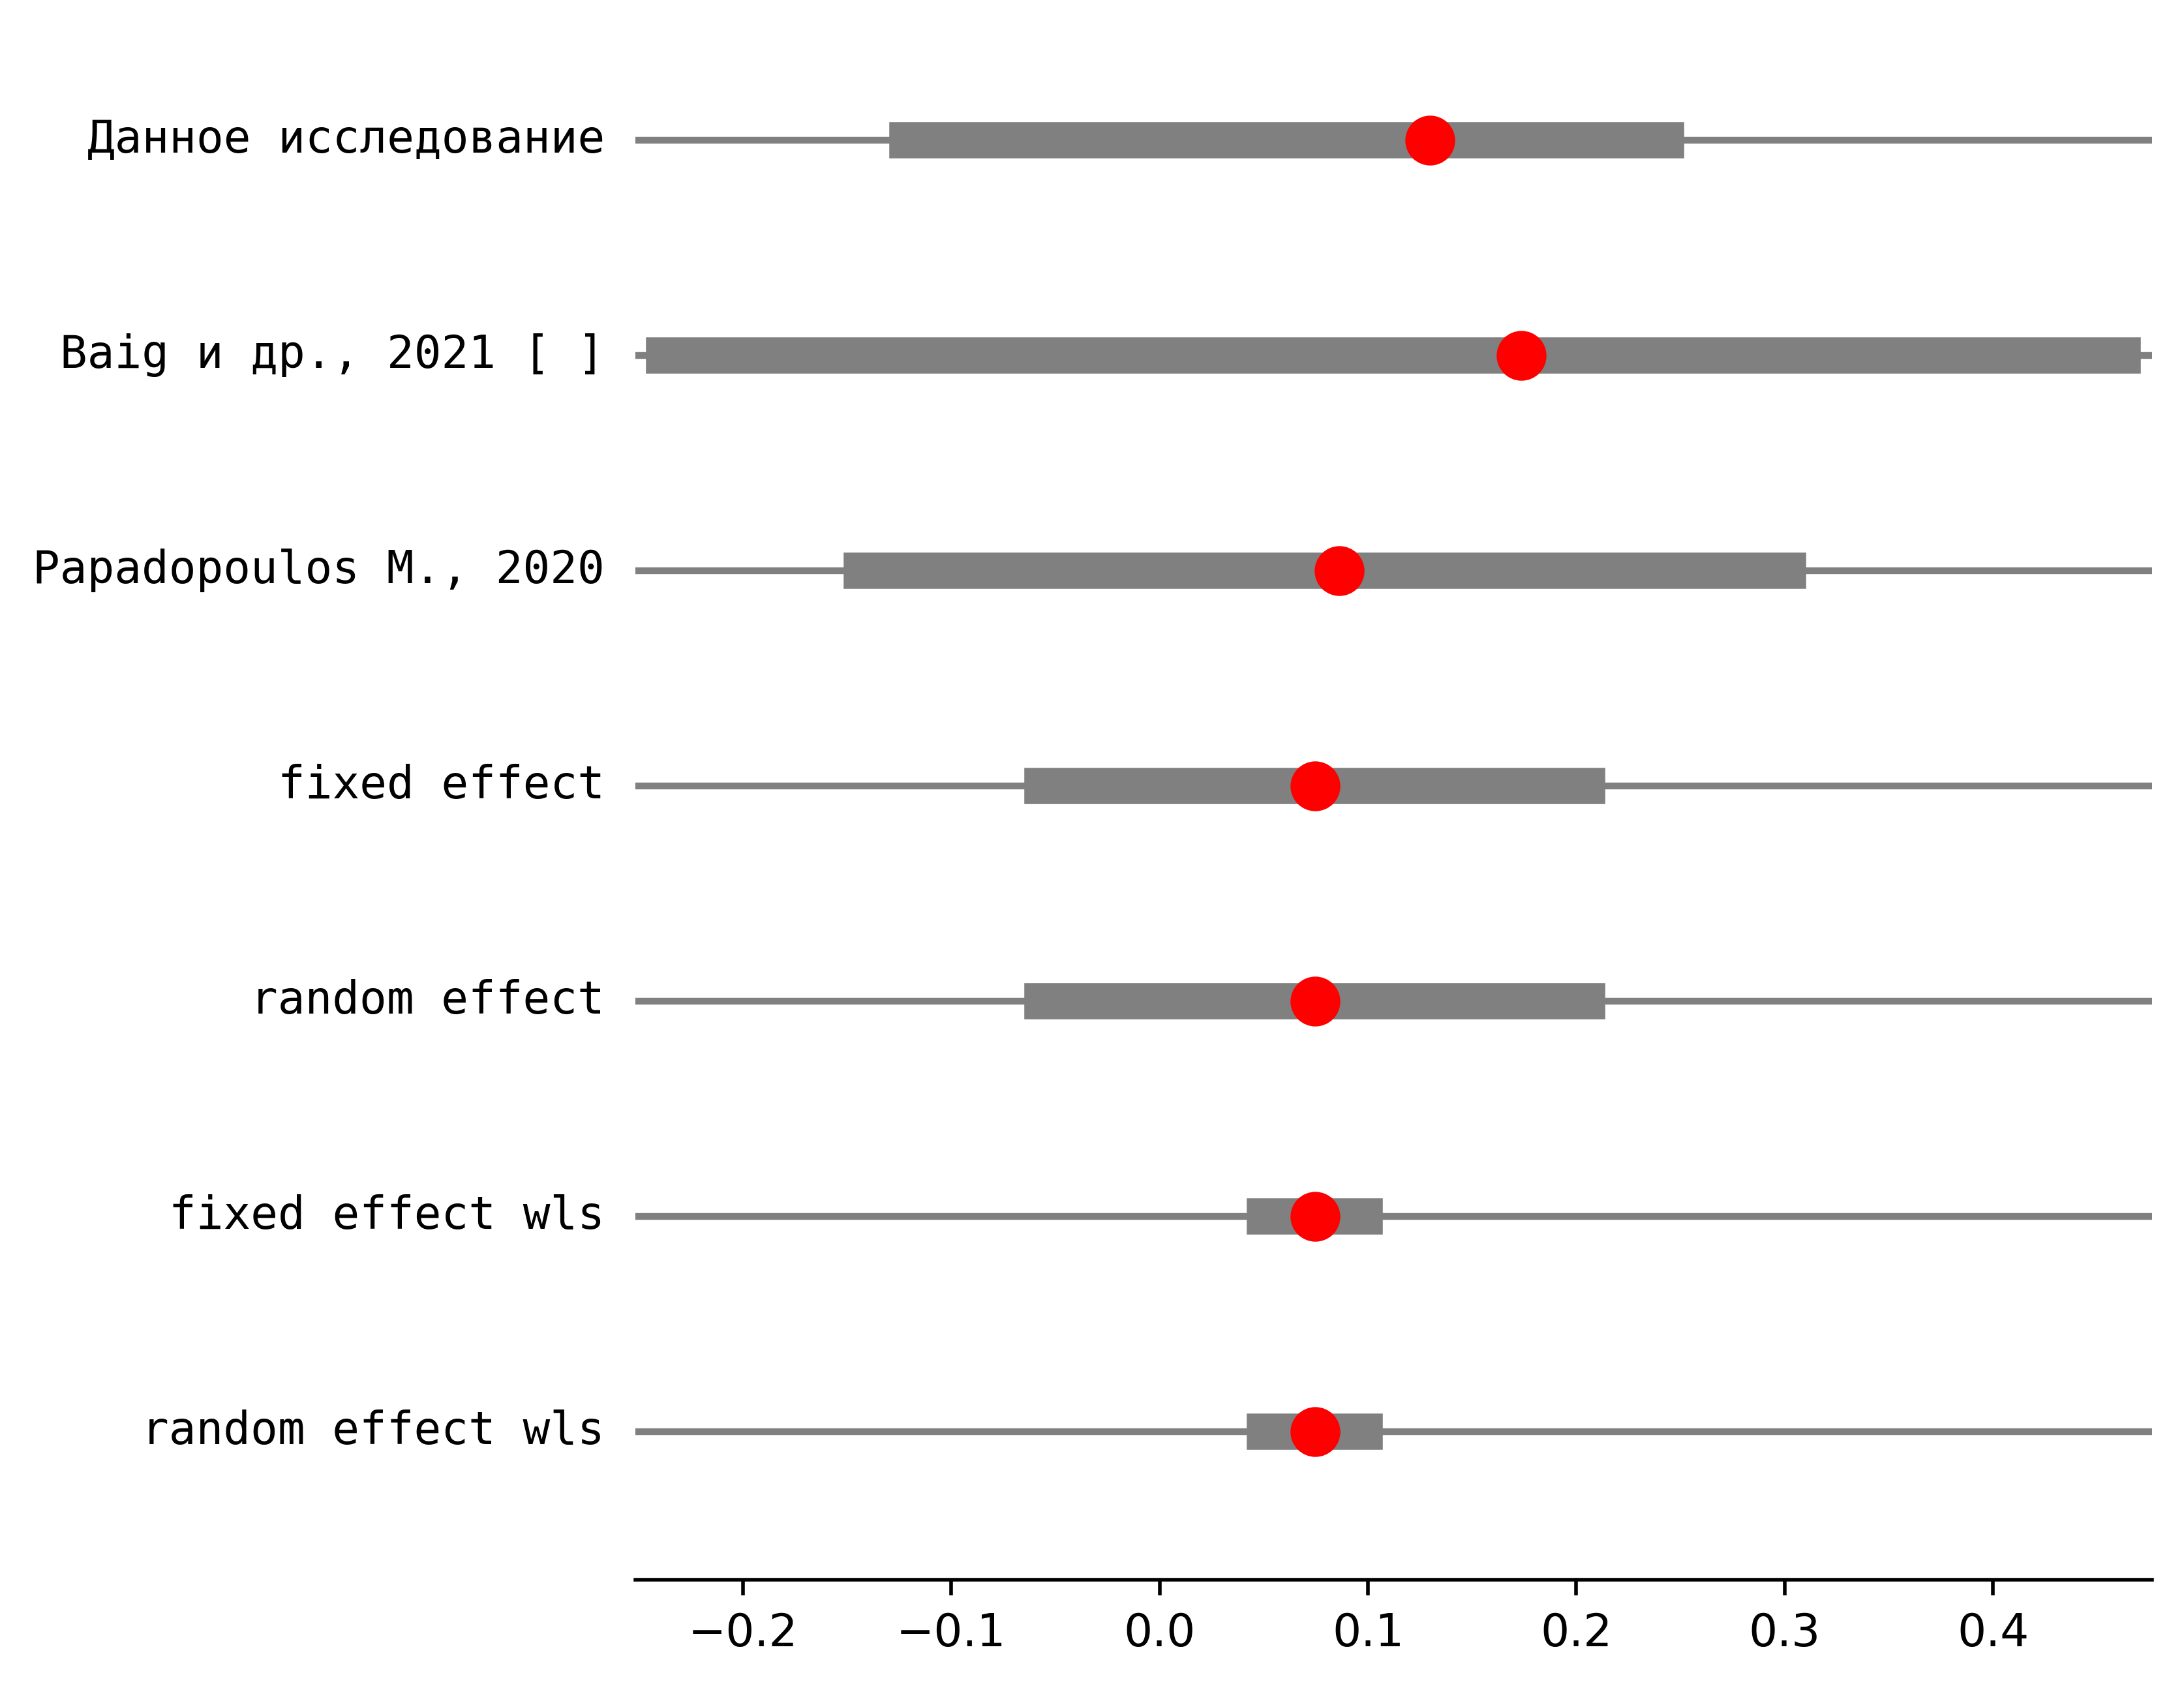 Данное исследование
Baig и др., 2021 [ ]
Papadopoulos M., 2020
fixed effect
random effect
fixed effect wls
random effect wls
−0.2 −0.1 0.0 0.1 0.2 0.3 0.4